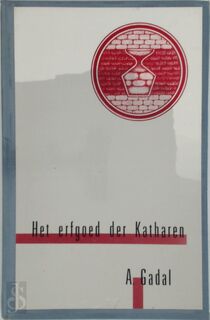 Het erfgoed der Katharen
A. Gadal